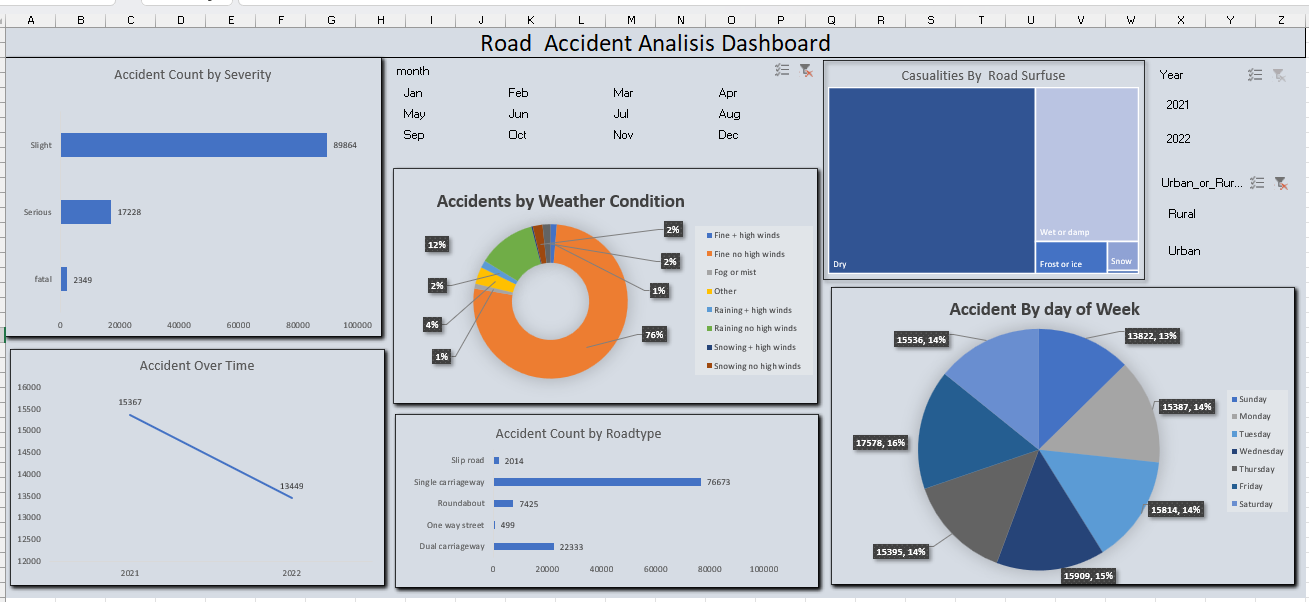 A B C D E F G H I J K L M N O P Q R S T U V W X Y Z
Road  Accident Analisis Dashboard
Accident Count by Severity
Slight 89864
Serious 17228
fatal 2349
0 20000 40000 60000 80000 100000
month
Jan Feb Mar Apr
May Jun Jul Aug
Sep Oct Nov Dec
Casualities By  Road Surfuse
Dry
Wet or damp
Frost or ice
Snow
Year
2021
2022
Urban_or_Rur...
Rural
Urban
Accidents by Weather Condition
12%
2%
4%
1%
2%
2%
1%
76%
Fine + high winds
Fine no high winds
Fog or mist
Other
Raining + high winds
Raining no high winds
Snowing + high winds
Snowing no high winds
Accident Over Time
16000
15500
15000
14500
14000
13500
13000
12500
12000
15367
13449
2021 2022
Accident Count by Roadtype
Slip road 2014
Single carriageway 76673
Roundabout 7425
One way street 499
Dual carriageway 22333
0 20000 40000 60000 80000 100000
Accident By day of Week
15536, 14%
13822, 13%
15387, 14%
17578, 16%
15814, 14%
15395, 14%
15909, 15%
Sunday
Monday
Tuesday
Wednesday
Thursday
Friday
Saturday